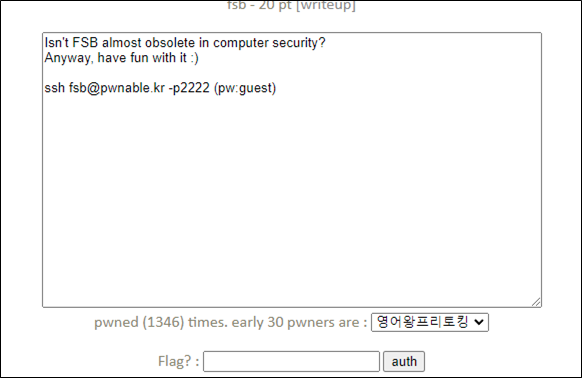 fsb - 20 pt [writeup]
Isn't FSB almost obsolete in computer security?
Anyway, have fun with it :)
ssh fsb@pwnable.kr -p2222 (pw:guest)
pwned (1346) times. early 30 pwners are : 영어왕프리토킹
Flag? : auth